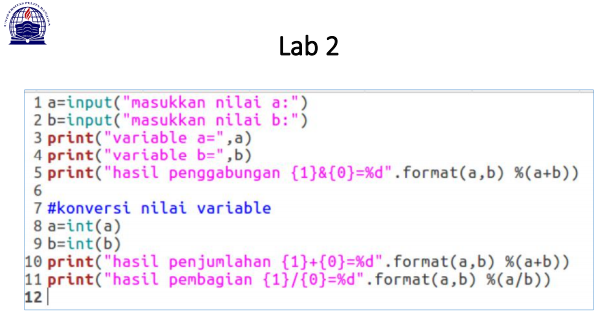 Lab 2
1 a=input("masukkan nilai a:")
2 b=input("masukkan nilai b:")
3 print("variable a=",a)
4 print("variable b=",b)
5 print("hasil penggabungan {1}&{0}=%d".format(a,b) %(a+b))
6
7 #konversi nilai variable
8 a=int(a)
9 b=int(b)
10 print("hasil penjumlahan {1}+{0}=%d".format(a,b) %(a+b))
11 print("hasil pembagian {1}/{0}=%d".format(a,b) %(a/b))
12